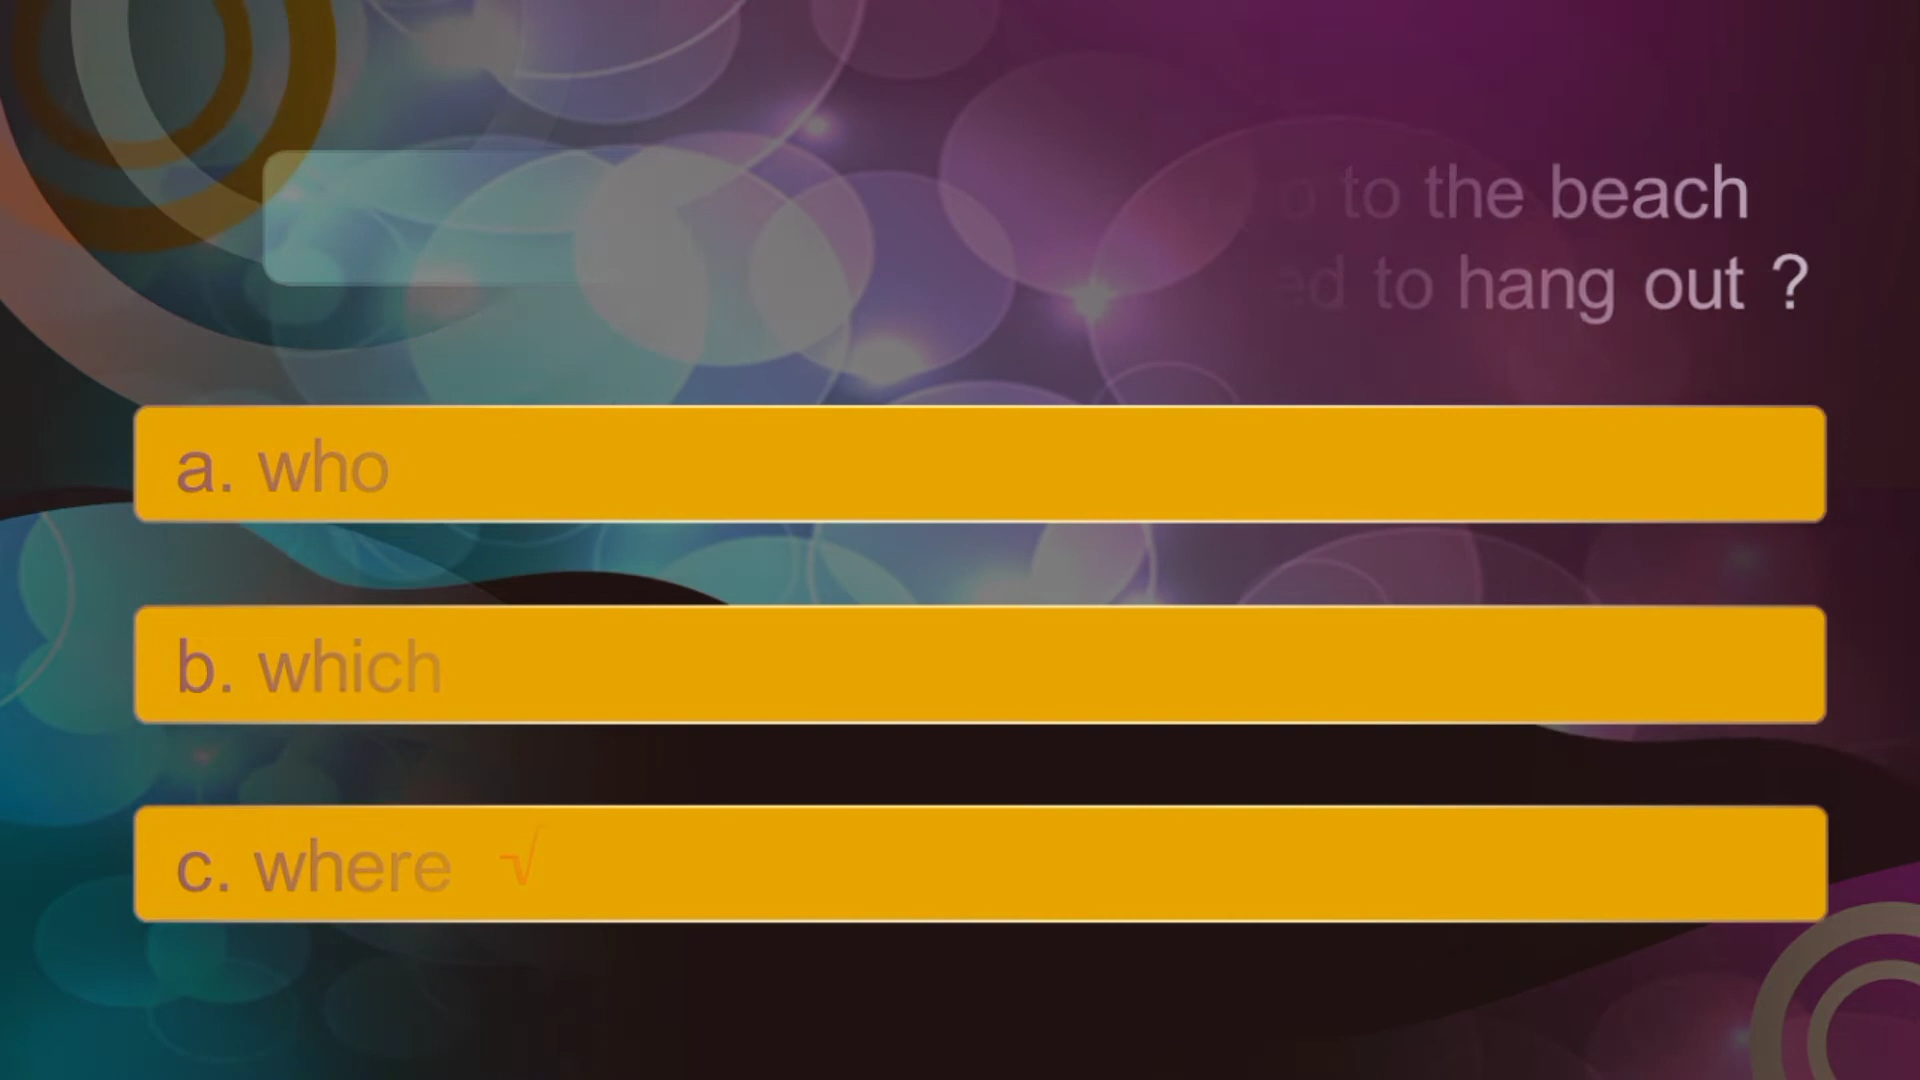 to the beach
to hang out ?
a. who
b. which
c. where √